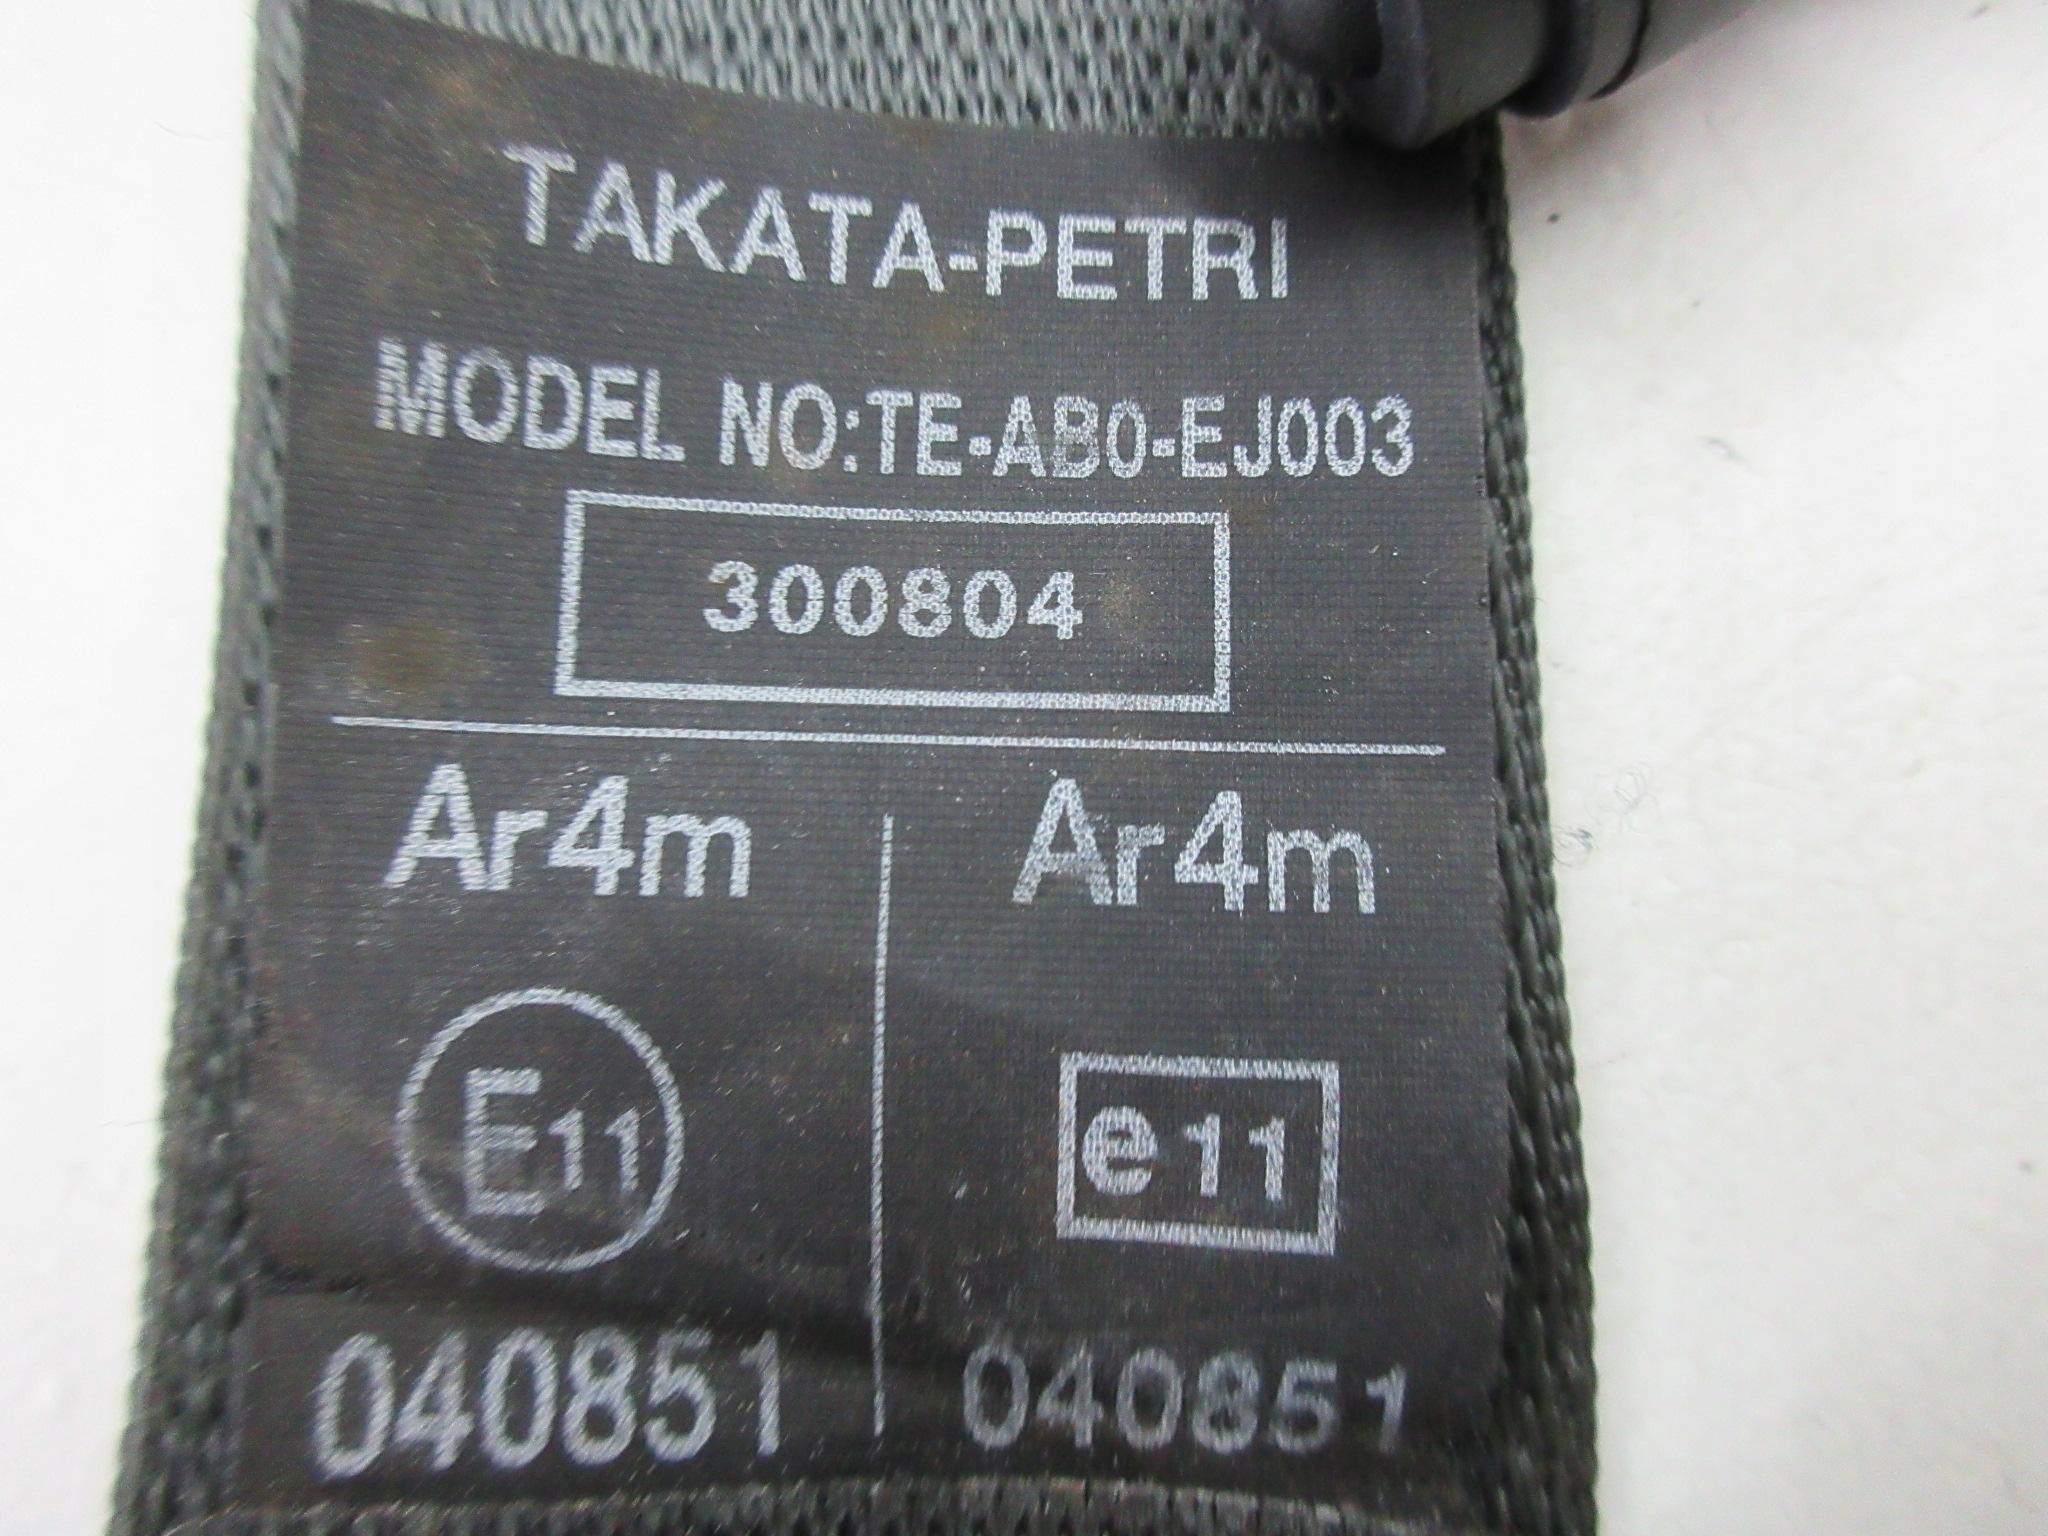 TAKATA-PETRI
MODEL NO:TE-AB0-EJ003
300804
Ar4m Ar4m
E11 e11
040851 040851